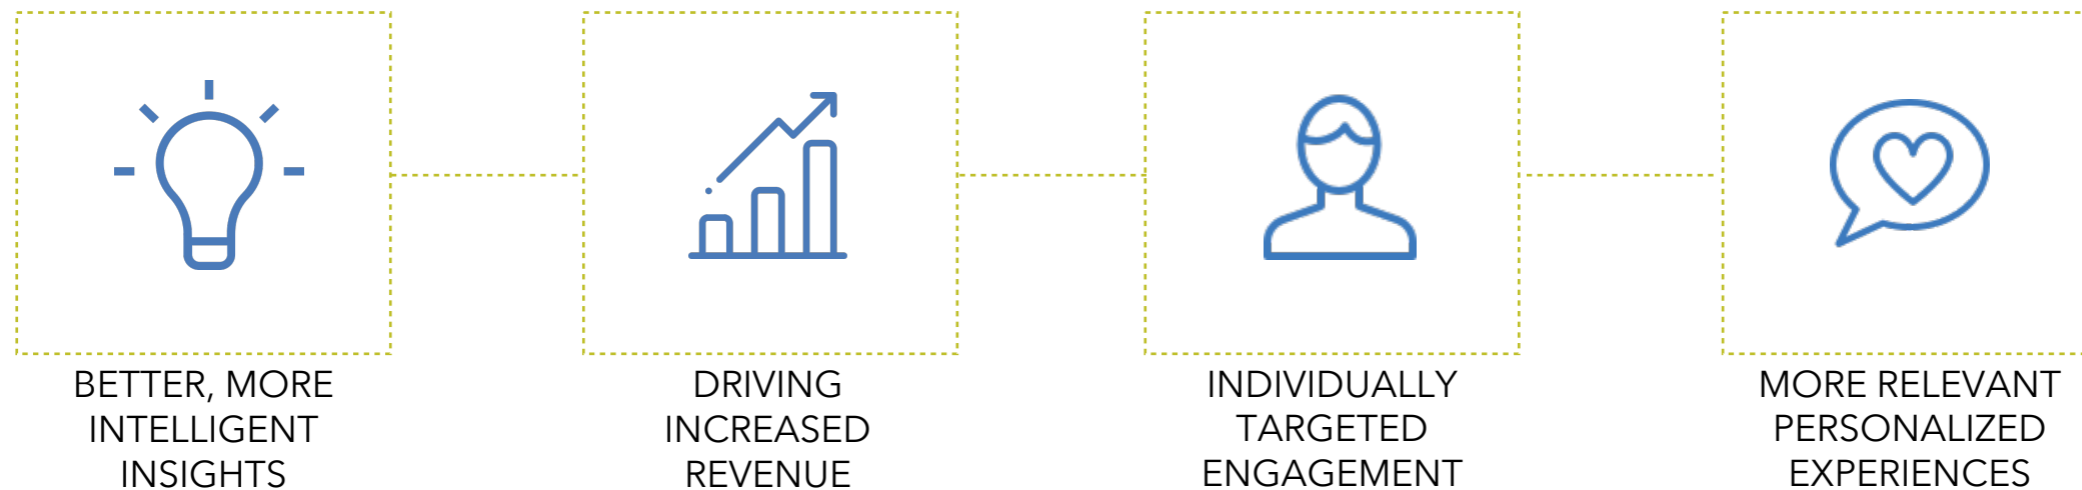 BETTER, MORE
INTELLIGENT
INSIGHTS
DRIVING
INCREASED
REVENUE
INDIVIDUALLY
TARGETED
ENGAGEMENT
MORE RELEVANT
PERSONALIZED
EXPERIENCES